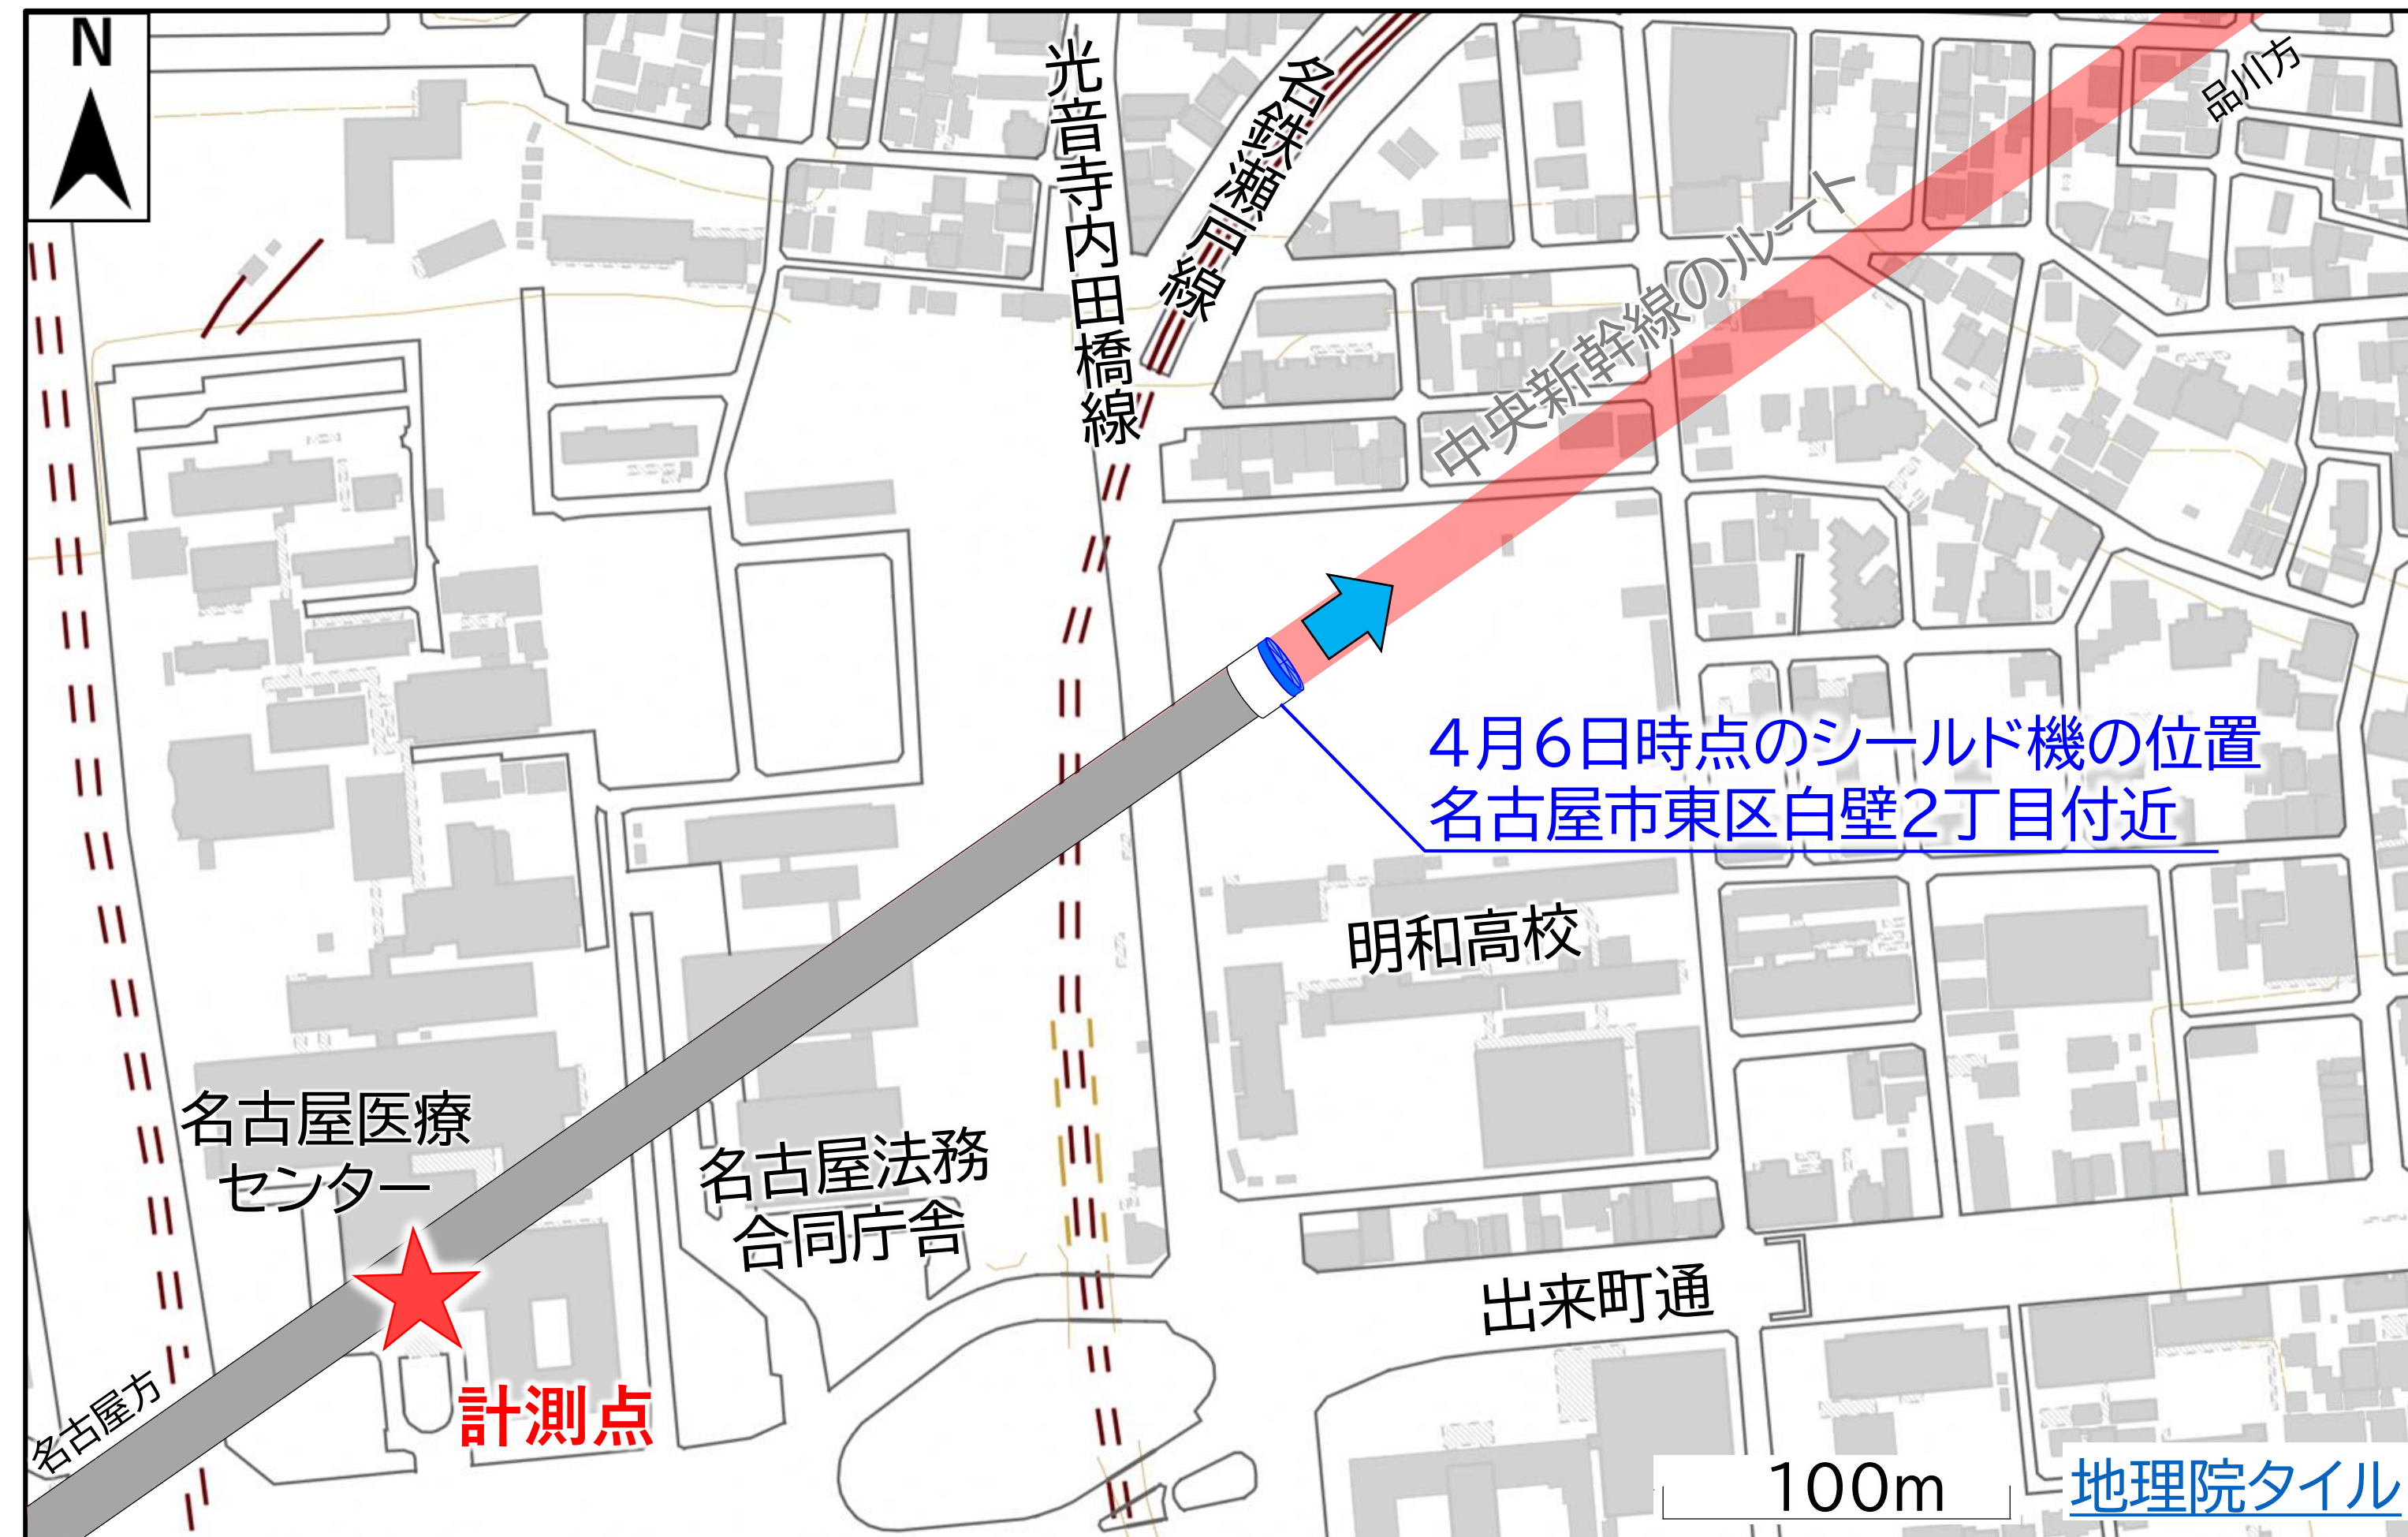 N
光音寺内田橋線
名鉄瀬戸線
品川方
中央新幹線のルート
4月6日時点のシールド機の位置
名古屋市東区白壁2丁目付近
明和高校
名古屋医療
センター
名古屋法務
合同庁舎
出来町通
計測点
名古屋方
100m
地理院タイル